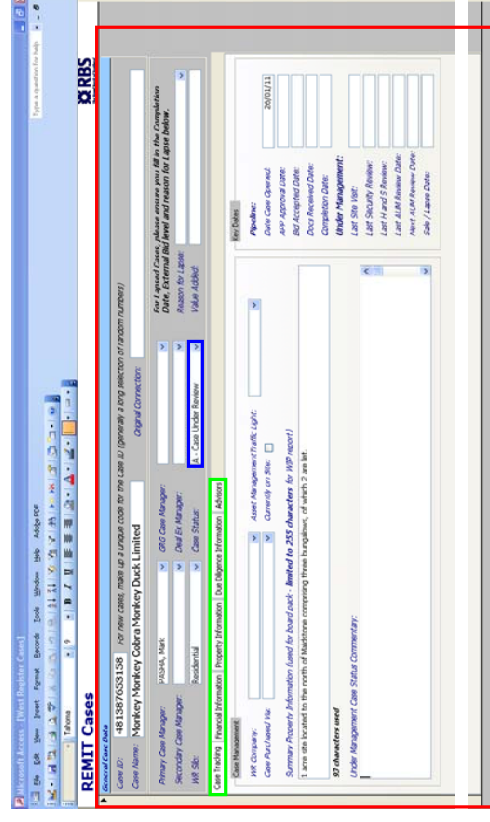 Microsoft Access - [West Register Cases]
File Edit View Insert Format Records Tools Window Help Adobe PDF
Type a question for help
Tahoma 9 B I U
REMIT Cases
RBS
General Case Data
Case ID: -481387653138 For new cases, make up a unique code for the case ID (generally a long selection of random numbers)
Case Name: Monkey Monkey Cobra Monkey Duck Limited Original Connection:
Primary Case Manager: PASHA, Mark GRG Case Manager: For Lapsed Cases, please ensure you fill in the Completion
Date, External Bid level and reason for Lapse below.
Secondary Case Manager: Deal Ex Manager: Reason for Lapse:
WR Silo: Residential Case Status: A - Case Under Review Value Added:
Case Tracking Financial Information Property Information Due Diligence Information Advisors
Case Management
WR Company: Asset Management Traffic Light:
Case Purchased Via: Currently on Site:
Summary Property Information (used for board pack - limited to 255 characters for WIP report)
1 acre site located to the north of Maidstone comprising three bungalows, of which 2 are let.
93 characters used
Under Management Case Status Commentary:
Key Dates
Pipeline:
Date Case Opened: 20/01/11
APP Approval Date:
Bid Accepted Date:
Docs Received Date:
Completion Date:
Under Management:
Last Site Visit:
Last Security Review:
Last H and S Review:
Last ALM Review Date:
Next ALM Review Date:
Sale / Lease Date: